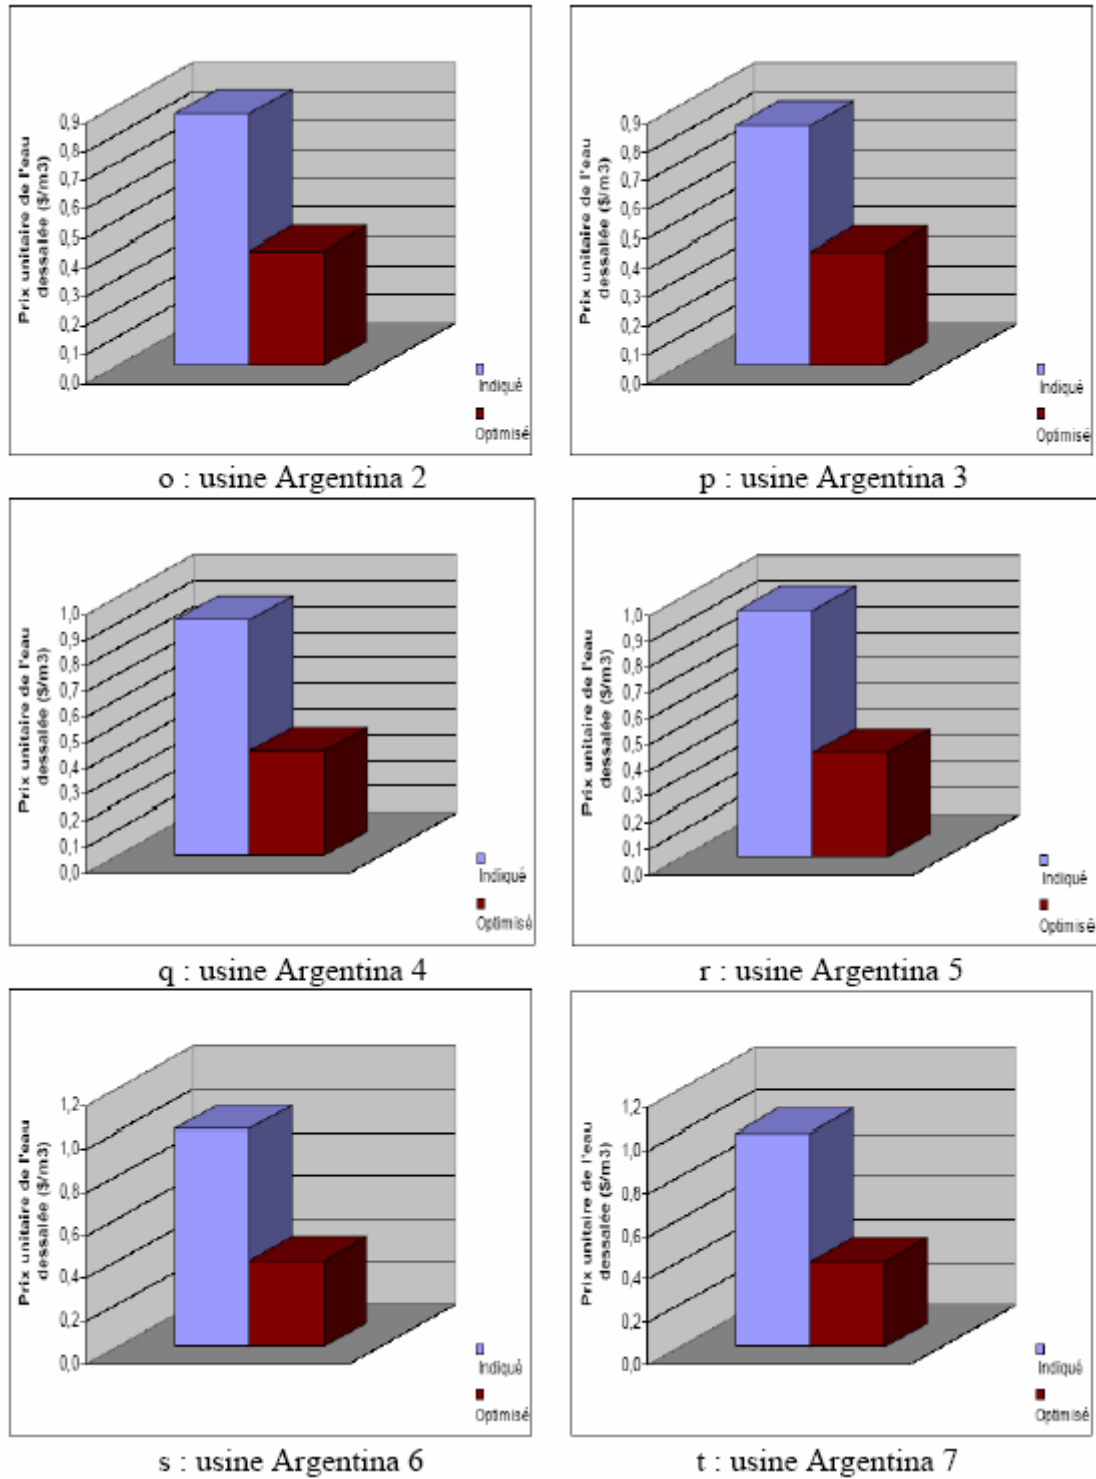 Prix unitaire de l'eau
dessalée ($/m3)
0,9
0,8
0,7
0,6
0,5
0,4
0,3
0,2
0,1
0,0
Indiqué
Optimisé
o : usine Argentina 2
Prix unitaire de l'eau
dessalée ($/m3)
0,9
0,8
0,7
0,6
0,5
0,4
0,3
0,2
0,1
0,0
Indiqué
Optimisé
p : usine Argentina 3
Prix unitaire de l'eau
dessalée ($/m3)
1,0
0,9
0,8
0,7
0,6
0,5
0,4
0,3
0,2
0,1
0,0
Indiqué
Optimisé
q : usine Argentina 4
Prix unitaire de l'eau
dessalée ($/m3)
1,0
0,9
0,8
0,7
0,6
0,5
0,4
0,3
0,2
0,1
0,0
Indiqué
Optimisé
r : usine Argentina 5
Prix unitaire de l'eau
dessalée ($/m3)
1,2
1,0
0,8
0,6
0,4
0,2
0,0
Indiqué
Optimisé
s : usine Argentina 6
Prix unitaire de l'eau
dessalée ($/m3)
1,2
1,0
0,8
0,6
0,4
0,2
0,0
Indiqué
Optimisé
t : usine Argentina 7